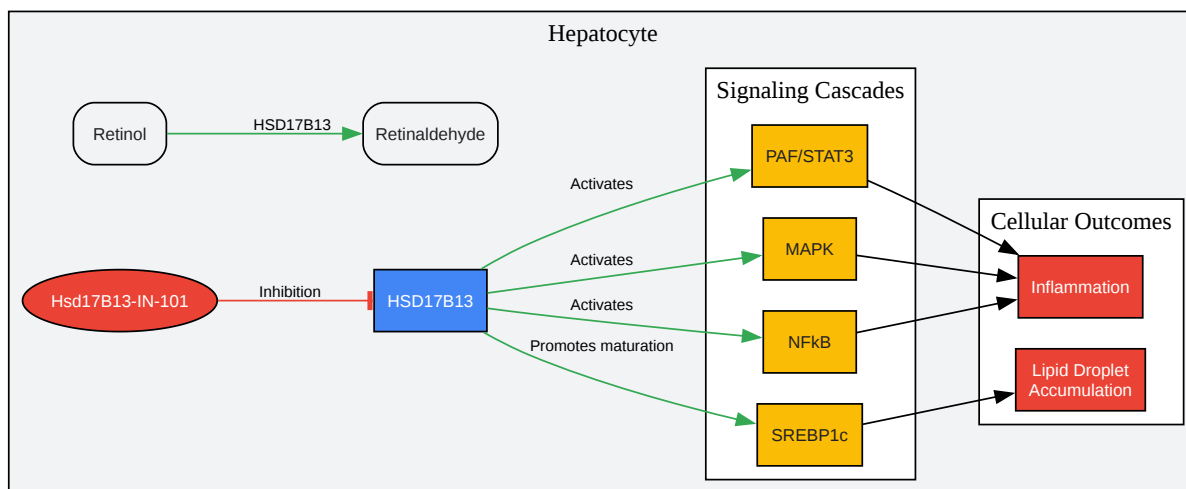 Hepatocyte
Signaling Cascades
Retinol
HSD17B13
Retinaldehyde
PAF/STAT3
Activates
Cellular Outcomes
MAPK
Activates
Inflammation
Hsd17B13-IN-101
Inhibition
HSD17B13
Activates
NFkB
Promotes maturation
Lipid Droplet
Accumulation
SREBP1c